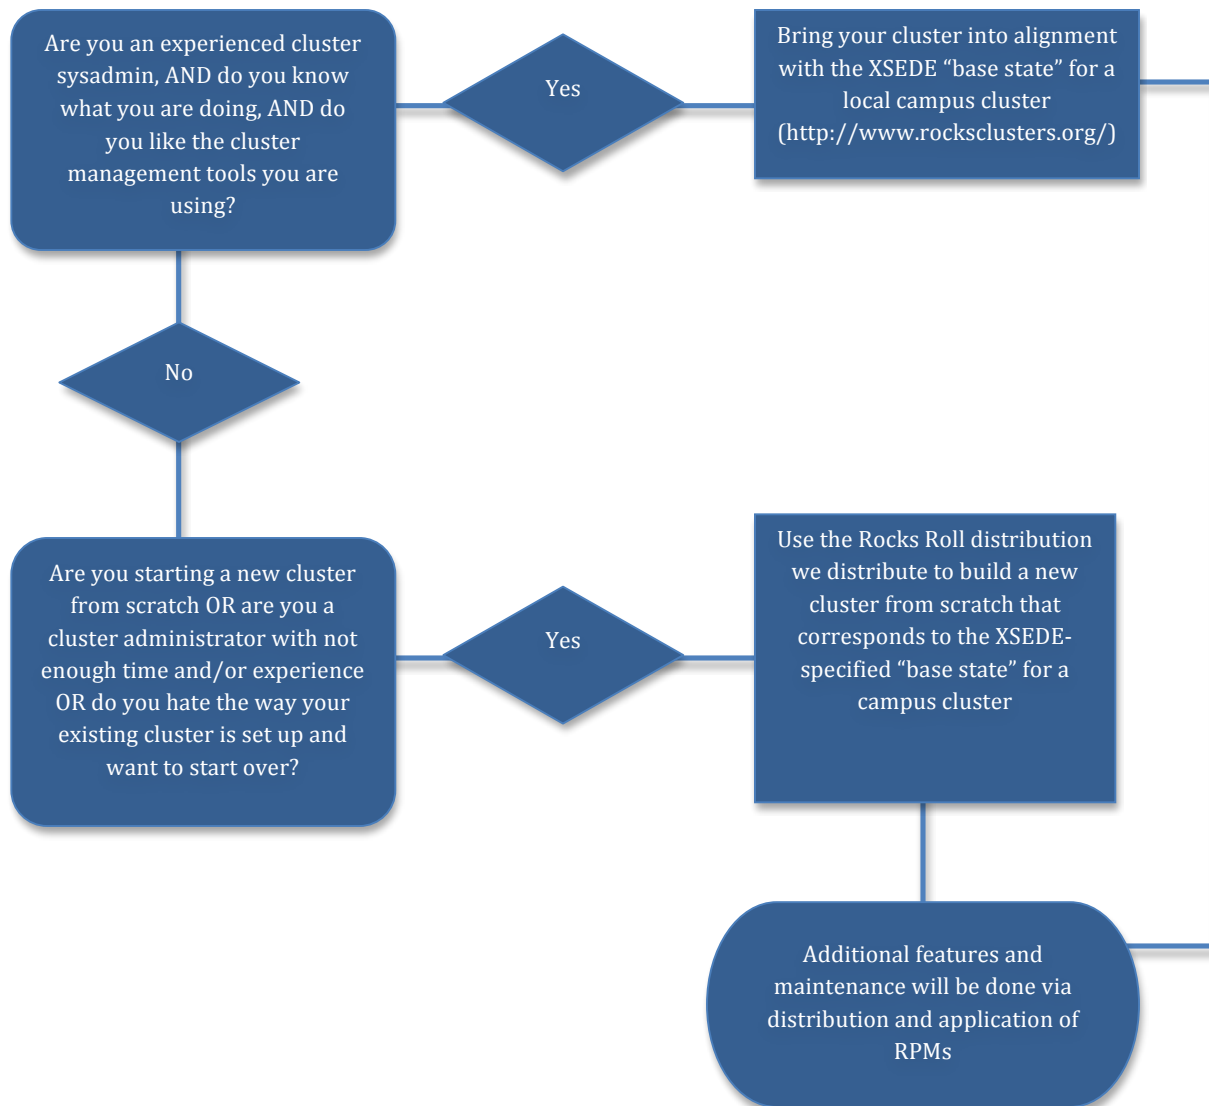 Are you an experienced cluster
sysadmin, AND do you know
what you are doing, AND do
you like the cluster
management tools you are
using?
Yes
Bring your cluster into alignment
with the XSEDE “base state” for a
local campus cluster
(http://www.rocksclusters.org/)
No
Are you starting a new cluster
from scratch OR are you a
cluster administrator with not
enough time and/or experience
OR do you hate the way your
existing cluster is set up and
want to start over?
Yes
Use the Rocks Roll distribution
we distribute to build a new
cluster from scratch that
corresponds to the XSEDE-
specified “base state” for a
campus cluster
Additional features and
maintenance will be done via
distribution and application of
RPMs